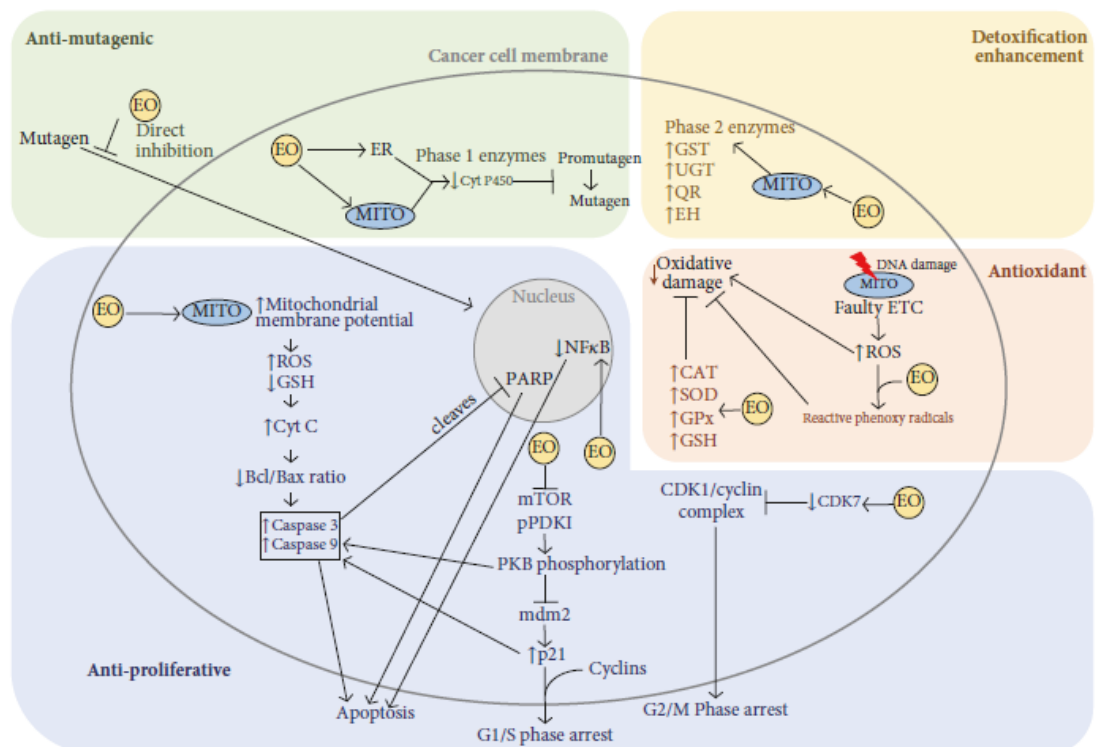 Anti-mutagenic
Cancer cell membrane
EO
Mutagen
Direct
inhibition
EO
ER
MITO
Phase 1 enzymes
↓Cyt P450
Promutagen
Mutagen
Detoxification
enhancement
Phase 2 enzymes
↑GST
↑UGT
↑QR
↑EH
MITO
EO
Antioxidant
↓Oxidative
damage
DNA damage
MITO
Faulty ETC
↑ROS
EO
Reactive phenoxy radicals
↑CAT
↑SOD
↑GPx
↑GSH
EO
EO
MITO
↑Mitochondrial
membrane potential
↑ROS
↓GSH
↑Cyt C
↓Bcl/Bax ratio
↑Caspase 3
↑Caspase 9
cleaves
Nucleus
↓NFκB
PARP
EO
EO
mTOR
pPDKI
PKB phosphorylation
mdm2
↑p21
Cyclins
CDK1/cyclin
complex
↓CDK7
EO
Anti-proliferative
Apoptosis
G1/S phase arrest
G2/M Phase arrest